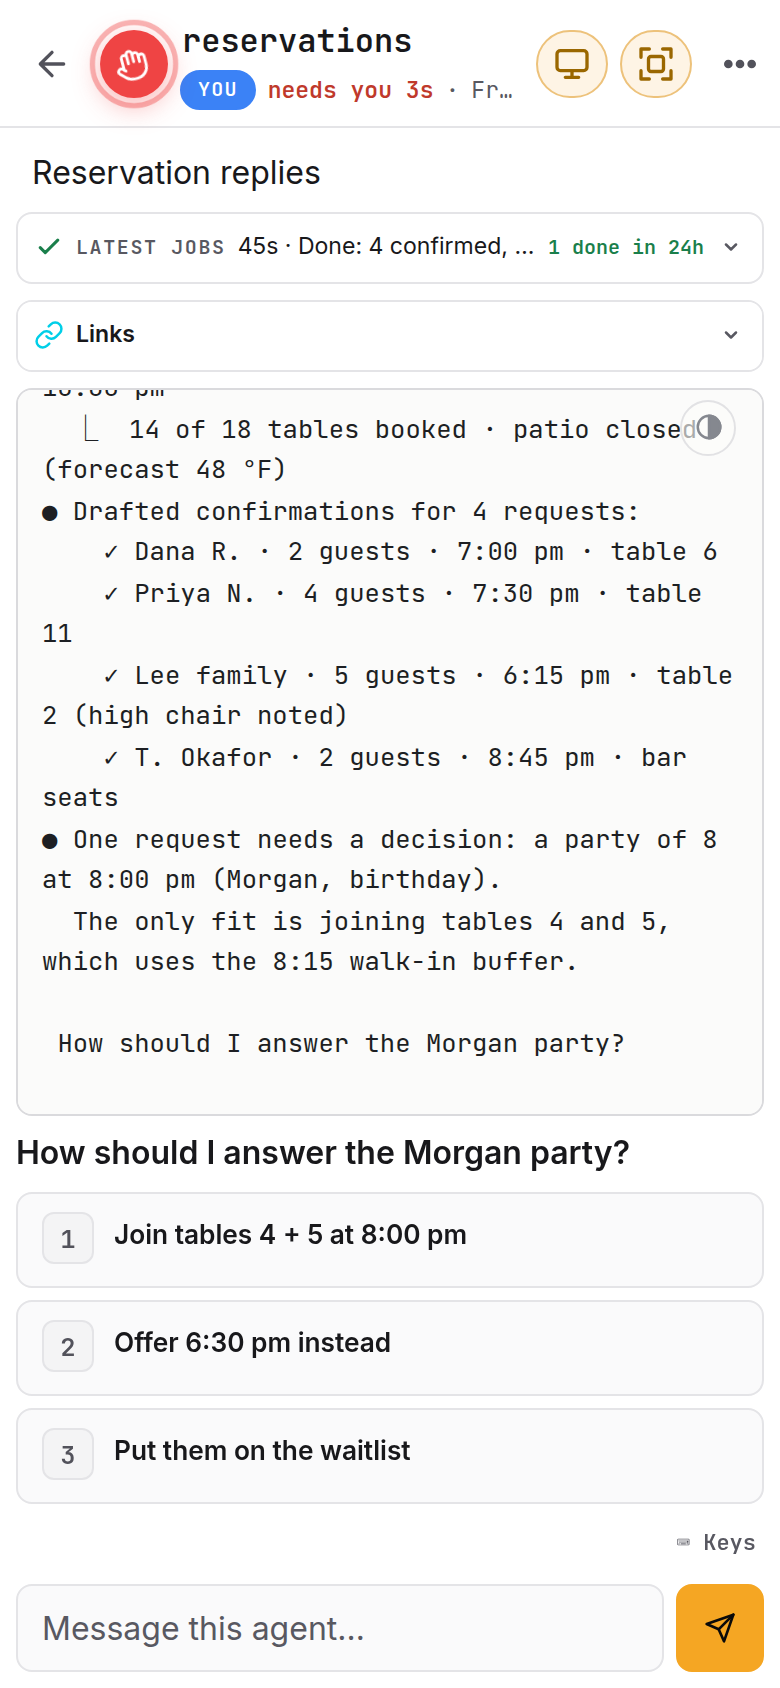 reservations
YOU needs you 3s · Fr…
Reservation replies
LATEST JOBS 45s · Done: 4 confirmed, … 1 done in 24h
Links
⎿ 14 of 18 tables booked · patio closed
(forecast 48 °F)
● Drafted confirmations for 4 requests:
✓ Dana R. · 2 guests · 7:00 pm · table 6
✓ Priya N. · 4 guests · 7:30 pm · table
11
✓ Lee family · 5 guests · 6:15 pm · table
2 (high chair noted)
✓ T. Okafor · 2 guests · 8:45 pm · bar
seats
● One request needs a decision: a party of 8
at 8:00 pm (Morgan, birthday).
The only fit is joining tables 4 and 5,
which uses the 8:15 walk-in buffer.
How should I answer the Morgan party?
How should I answer the Morgan party?
1 Join tables 4 + 5 at 8:00 pm
2 Offer 6:30 pm instead
3 Put them on the waitlist
⌨ Keys
Message this agent...